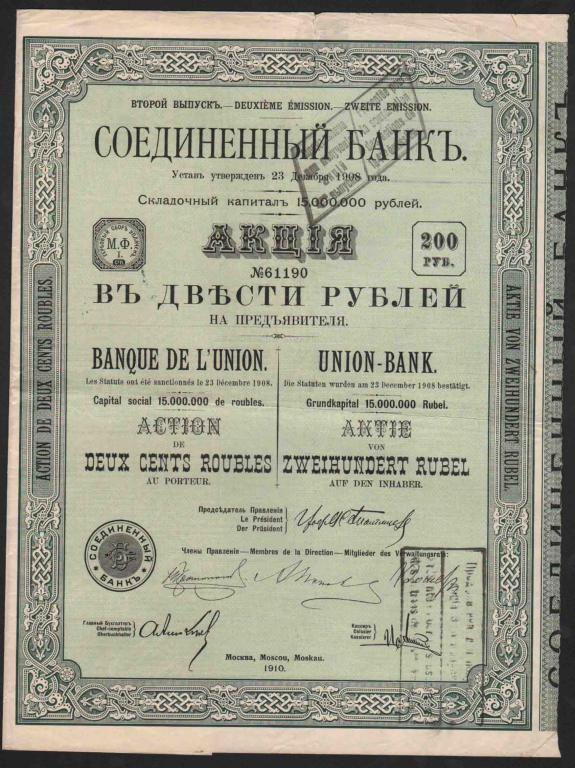 ВТОРОЙ ВЫПУСКЪ.—DEUXIÈME ÉMISSION.—ZWEITE EMISSION.
СОЕДИНЕННЫЙ БАНКЪ.
Уставъ утвержденъ 23 Декабря 1908 года.
Складочный капиталъ 15.000.000 рублей.
АКЦІЯ
М.Ф.
I.
200
РУБ.
№61190
ВЪ ДВѢСТИ РУБЛЕЙ
НА ПРЕДЪЯВИТЕЛЯ.
BANQUE DE L'UNION.
Les Statuts ont été sanctionnés le 23 Décembre 1908.
Capital social 15.000.000 de roubles.
ACTION
DE
DEUX CENTS ROUBLES
AU PORTEUR.
UNION-BANK.
Die Statuten wurden am 23 December 1908 bestätigt.
Grundkapital 15.000.000 Rubel.
AKTIE
VON
ZWEIHUNDERT RUBEL
AUF DEN INHABER.
ACTION DE DEUX CENTS ROUBLES.
AKTIE VON ZWEIHUNDERT RUBEL.
Предсѣдатель Правленія
Le Président
Der Präsident
СОЕДИНЕННЫЙ БАНКЪ
Члены Правленія—Membres de la Direction—Mitglieder des Verwaltungsrats:
Главный Бухгалтеръ
Chef-comptable
Oberbuchhalter
Кассиръ
Caissier
Kassierer
Москва, Moscou, Moskau.
1910.
СОЕДИНЕННЫЙ БАНКЪ